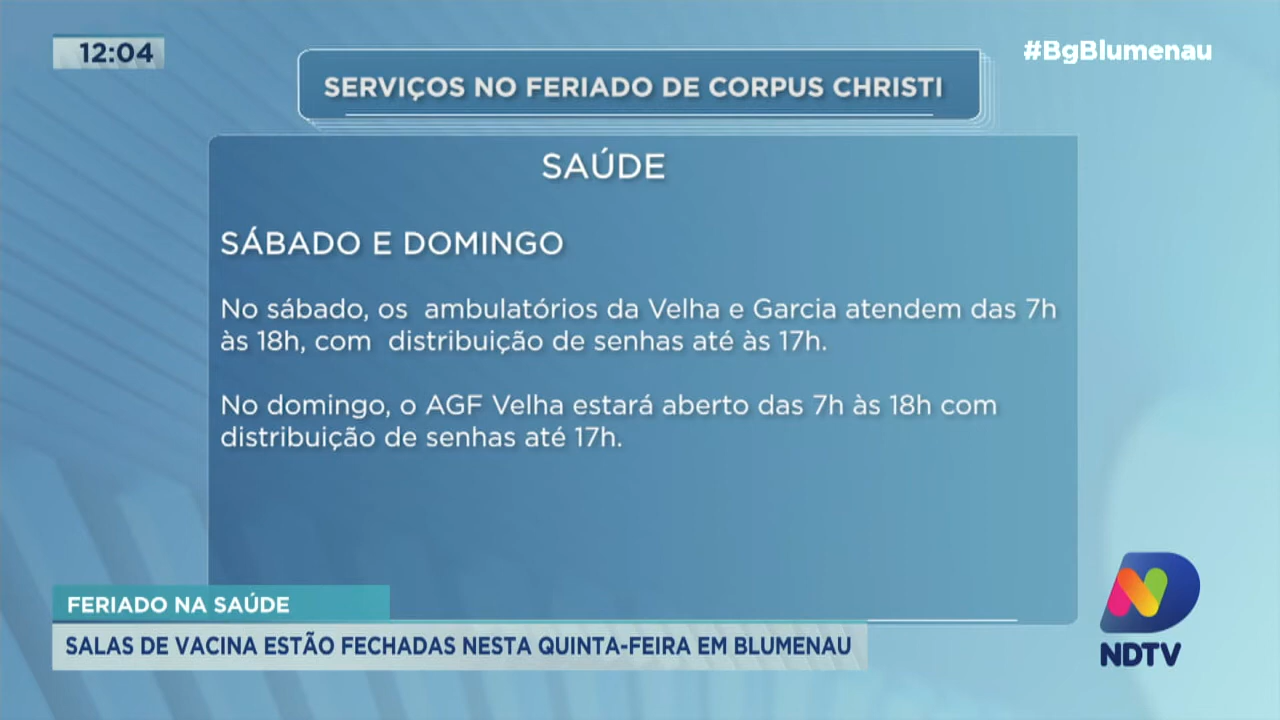 12:04
#BgBlumenau
SERVIÇOS NO FERIADO DE CORPUS CHRISTI
SAÚDE
SÁBADO E DOMINGO
No sábado, os ambulatórios da Velha e Garcia atendem das 7h
às 18h, com distribuição de senhas até às 17h.
No domingo, o AGF Velha estará aberto das 7h às 18h com
distribuição de senhas até 17h.
FERIADO NA SAÚDE
SALAS DE VACINA ESTÃO FECHADAS NESTA QUINTA-FEIRA EM BLUMENAU
NDTV